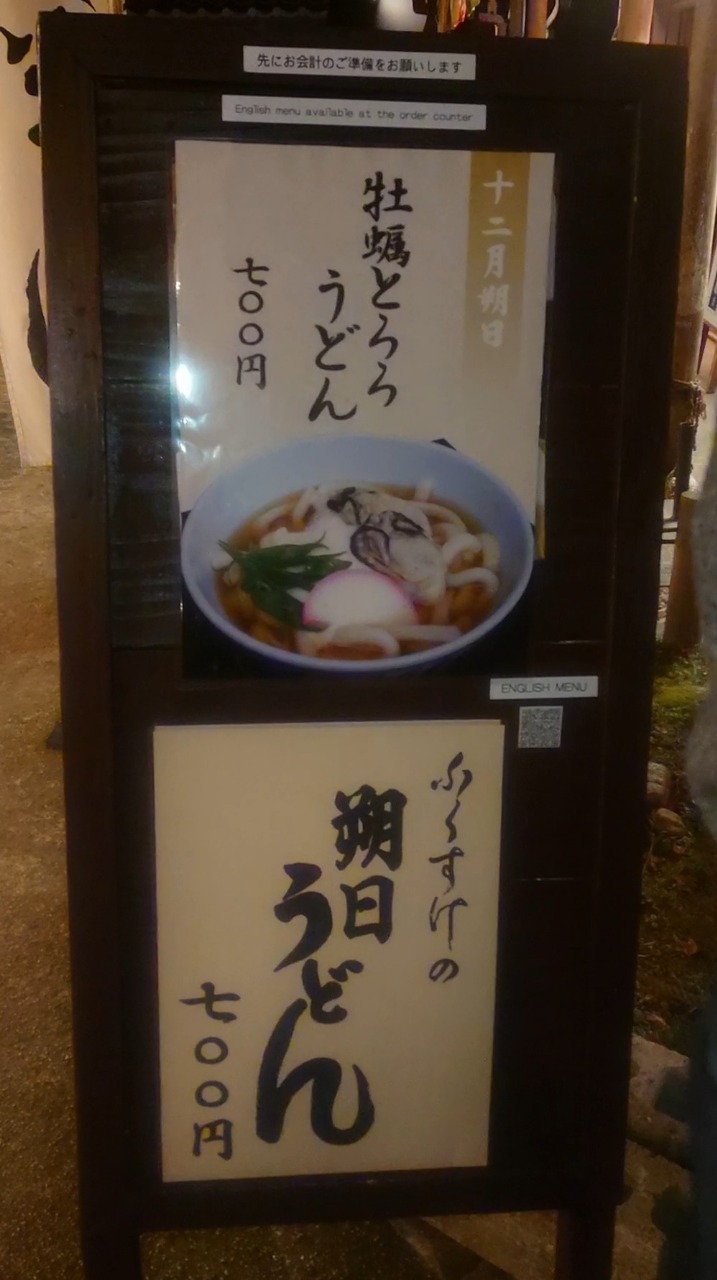 先にお会計のご準備をお願いします
English menu available at the order counter
十二月朔日
牡蠣とろろ
うどん
七〇〇円
ENGLISH MENU
ふくすけの
朔日
うどん
七〇〇円